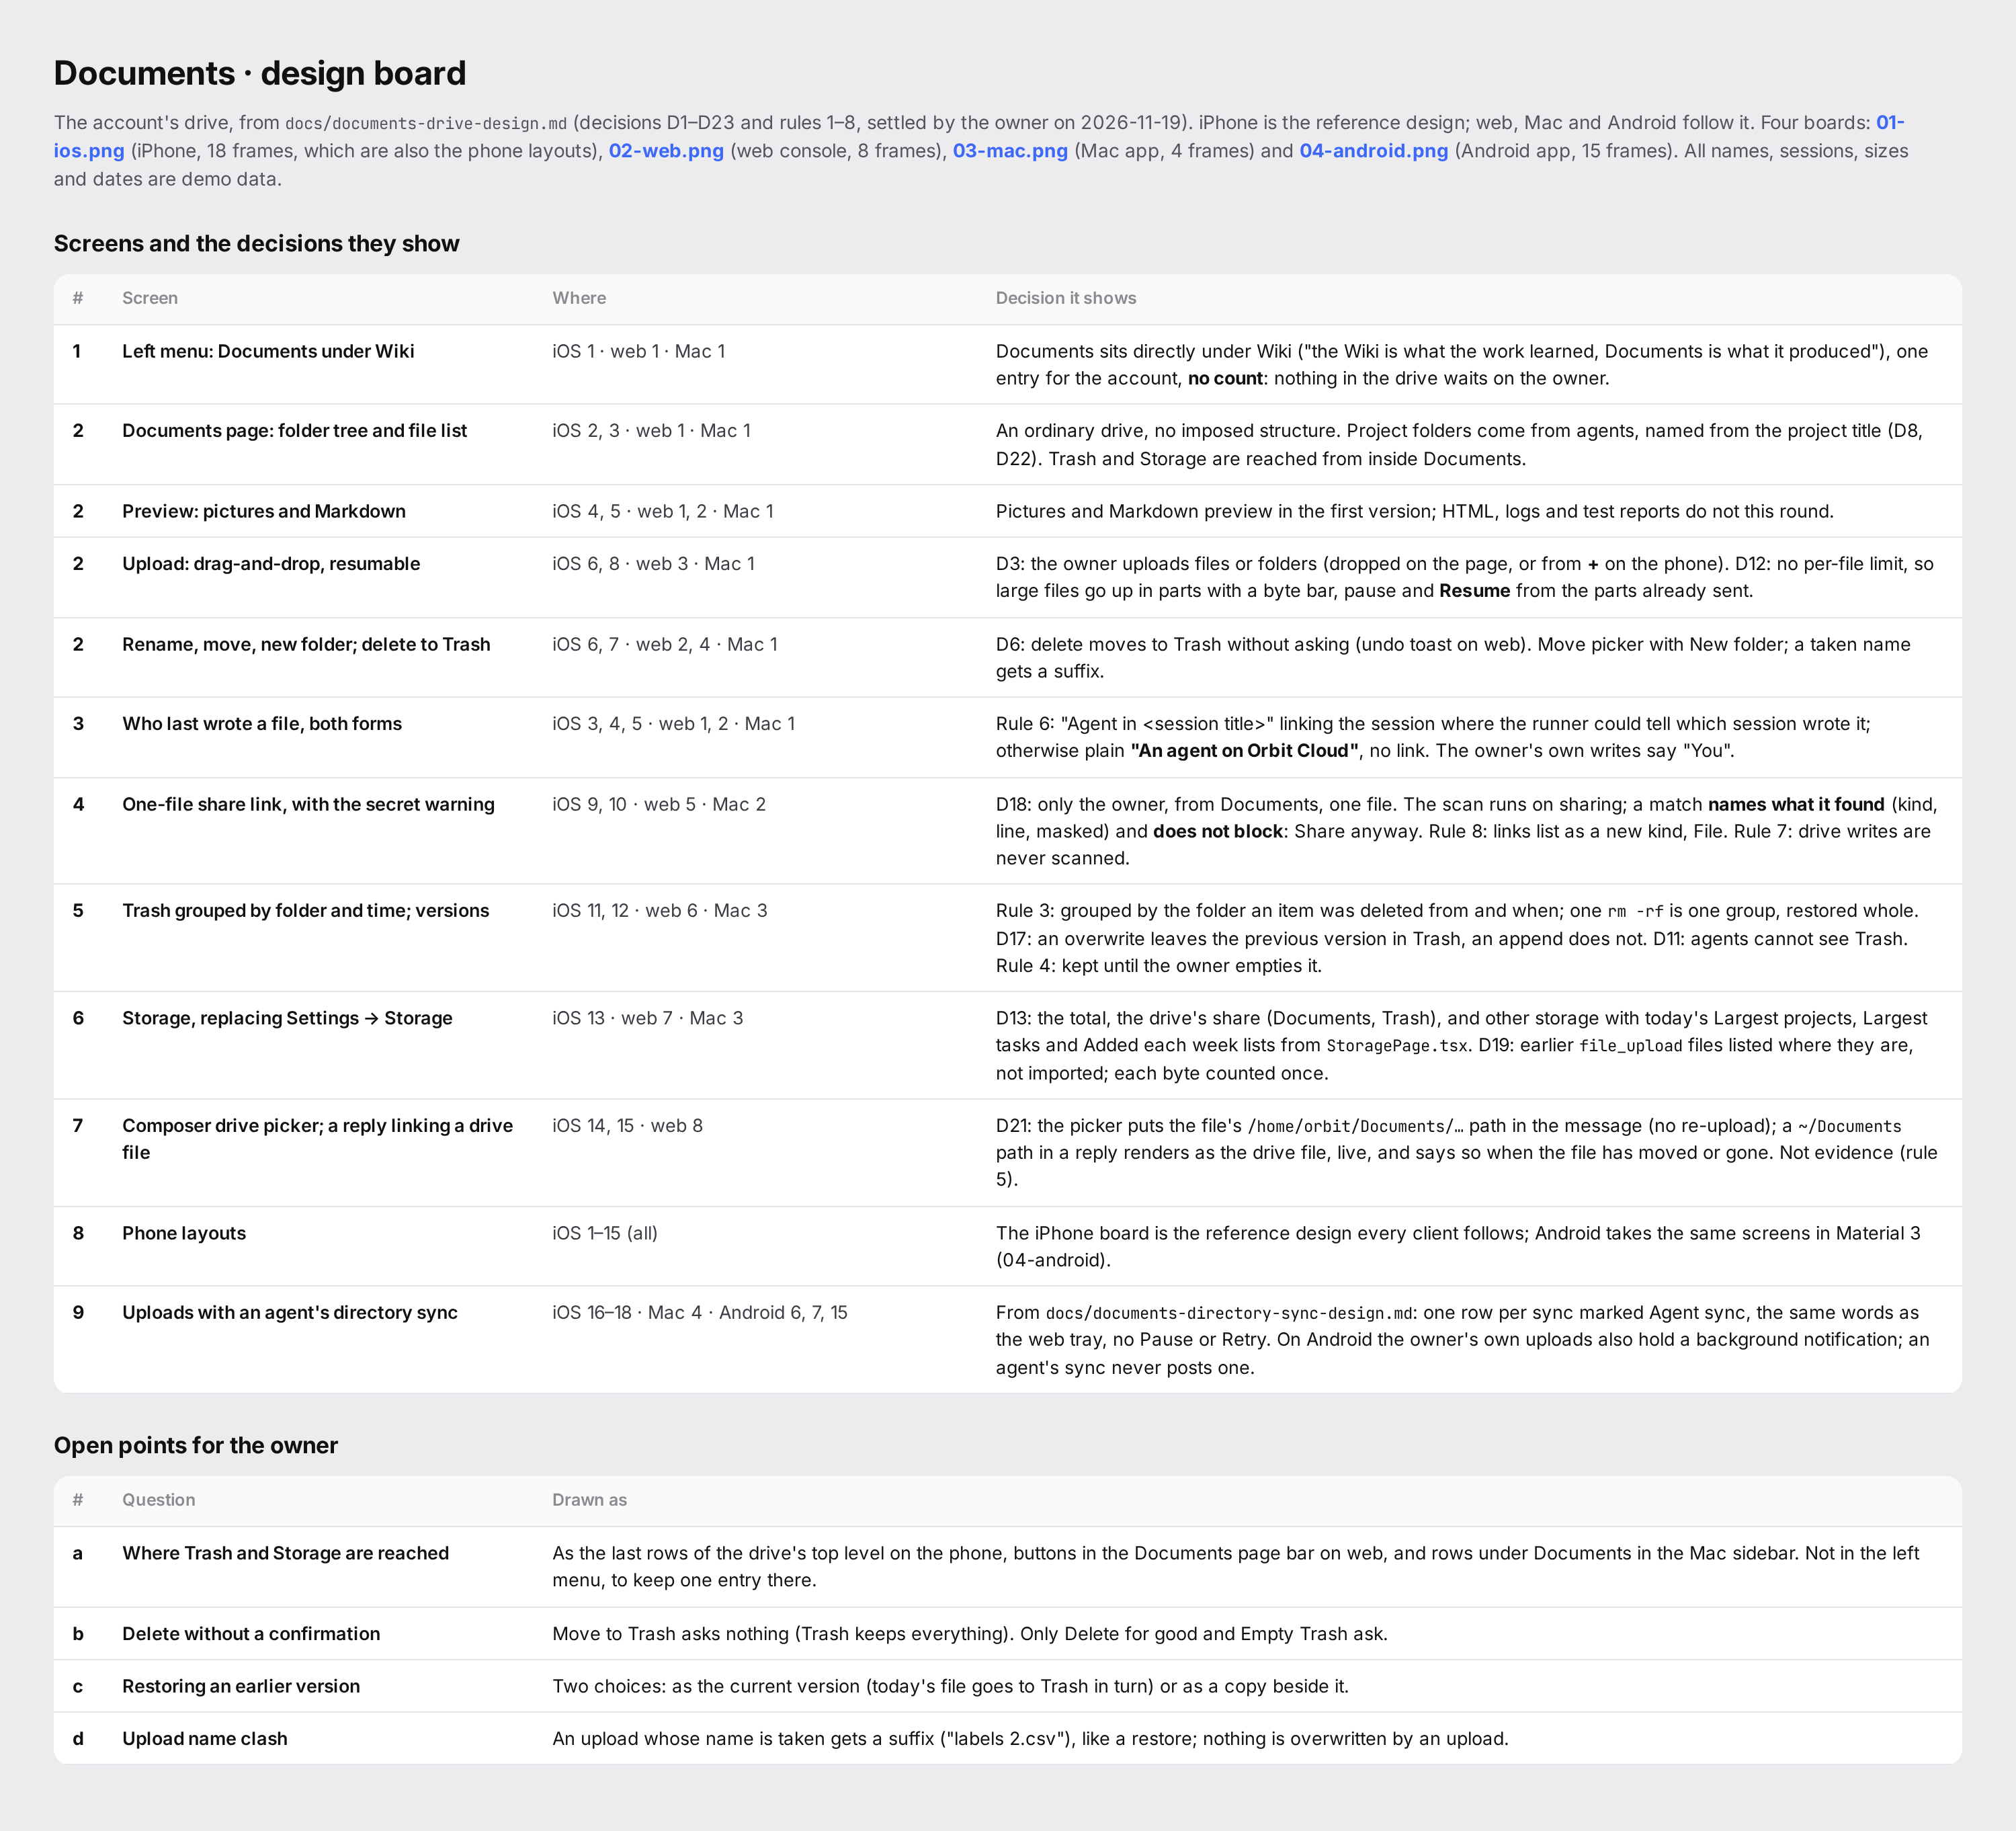 Documents · design board
The account's drive, from docs/documents-drive-design.md (decisions D1–D23 and rules 1–8, settled by the owner on 2026-11-19). iPhone is the reference design; web, Mac and Android follow it. Four boards: 01-
ios.png (iPhone, 18 frames, which are also the phone layouts), 02-web.png (web console, 8 frames), 03-mac.png (Mac app, 4 frames) and 04-android.png (Android app, 15 frames). All names, sessions, sizes
and dates are demo data.
Screens and the decisions they show
# Screen Where Decision it shows
1 Left menu: Documents under Wiki iOS 1 · web 1 · Mac 1 Documents sits directly under Wiki ("the Wiki is what the work learned, Documents is what it produced"), one
entry for the account, no count: nothing in the drive waits on the owner.
2 Documents page: folder tree and file list iOS 2, 3 · web 1 · Mac 1 An ordinary drive, no imposed structure. Project folders come from agents, named from the project title (D8,
D22). Trash and Storage are reached from inside Documents.
2 Preview: pictures and Markdown iOS 4, 5 · web 1, 2 · Mac 1 Pictures and Markdown preview in the first version; HTML, logs and test reports do not this round.
2 Upload: drag-and-drop, resumable iOS 6, 8 · web 3 · Mac 1 D3: the owner uploads files or folders (dropped on the page, or from + on the phone). D12: no per-file limit, so
large files go up in parts with a byte bar, pause and Resume from the parts already sent.
2 Rename, move, new folder; delete to Trash iOS 6, 7 · web 2, 4 · Mac 1 D6: delete moves to Trash without asking (undo toast on web). Move picker with New folder; a taken name
gets a suffix.
3 Who last wrote a file, both forms iOS 3, 4, 5 · web 1, 2 · Mac 1 Rule 6: "Agent in <session title>" linking the session where the runner could tell which session wrote it;
otherwise plain "An agent on Orbit Cloud", no link. The owner's own writes say "You".
4 One-file share link, with the secret warning iOS 9, 10 · web 5 · Mac 2 D18: only the owner, from Documents, one file. The scan runs on sharing; a match names what it found (kind,
line, masked) and does not block: Share anyway. Rule 8: links list as a new kind, File. Rule 7: drive writes are
never scanned.
5 Trash grouped by folder and time; versions iOS 11, 12 · web 6 · Mac 3 Rule 3: grouped by the folder an item was deleted from and when; one rm -rf is one group, restored whole.
D17: an overwrite leaves the previous version in Trash, an append does not. D11: agents cannot see Trash.
Rule 4: kept until the owner empties it.
6 Storage, replacing Settings → Storage iOS 13 · web 7 · Mac 3 D13: the total, the drive's share (Documents, Trash), and other storage with today's Largest projects, Largest
tasks and Added each week lists from StoragePage.tsx. D19: earlier file_upload files listed where they are,
not imported; each byte counted once.
7 Composer drive picker; a reply linking a drive iOS 14, 15 · web 8 D21: the picker puts the file's /home/orbit/Documents/… path in the message (no re-upload); a ~/Documents
file path in a reply renders as the drive file, live, and says so when the file has moved or gone. Not evidence (rule
5).
8 Phone layouts iOS 1–15 (all) The iPhone board is the reference design every client follows; Android takes the same screens in Material 3
(04-android).
9 Uploads with an agent's directory sync iOS 16–18 · Mac 4 · Android 6, 7, 15 From docs/documents-directory-sync-design.md: one row per sync marked Agent sync, the same words as
the web tray, no Pause or Retry. On Android the owner's own uploads also hold a background notification; an
agent's sync never posts one.
Open points for the owner
# Question Drawn as
a Where Trash and Storage are reached As the last rows of the drive's top level on the phone, buttons in the Documents page bar on web, and rows under Documents in the Mac sidebar. Not in the left
menu, to keep one entry there.
b Delete without a confirmation Move to Trash asks nothing (Trash keeps everything). Only Delete for good and Empty Trash ask.
c Restoring an earlier version Two choices: as the current version (today's file goes to Trash in turn) or as a copy beside it.
d Upload name clash An upload whose name is taken gets a suffix ("labels 2.csv"), like a restore; nothing is overwritten by an upload.